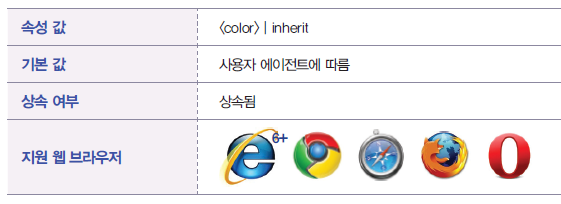 속성 값 〈color〉 | inherit
기본 값 사용자 에이전트에 따름
상속 여부 상속됨
지원 웹 브라우저 6+